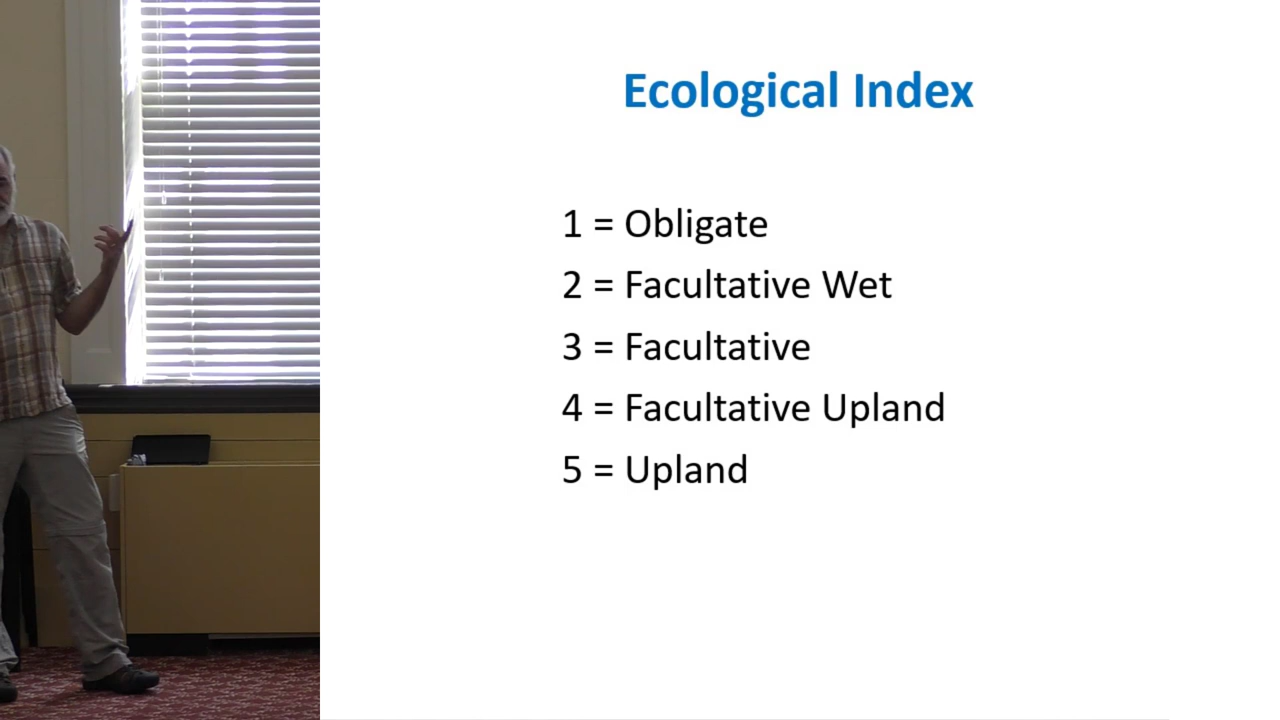 Ecological Index
1 = Obligate
2 = Facultative Wet
3 = Facultative
4 = Facultative Upland
5 = Upland